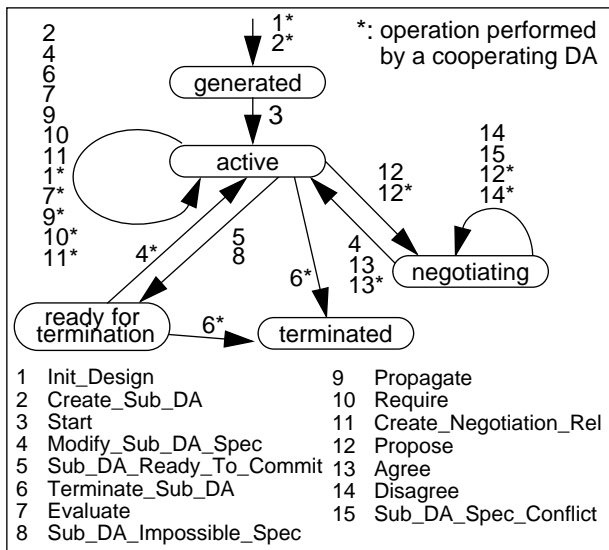 1*
2*
*: operation performed
by a cooperating DA
generated
3
2
4
6
7
9
10
11
1*
7*
9*
10*
11*
active
12
12*
14
15
12*
14*
4*
5
8
6*
4
13
13*
negotiating
ready for
termination
6*
terminated
1 Init_Design
2 Create_Sub_DA
3 Start
4 Modify_Sub_DA_Spec
5 Sub_DA_Ready_To_Commit
6 Terminate_Sub_DA
7 Evaluate
8 Sub_DA_Impossible_Spec
9 Propagate
10 Require
11 Create_Negotiation_Rel
12 Propose
13 Agree
14 Disagree
15 Sub_DA_Spec_Conflict